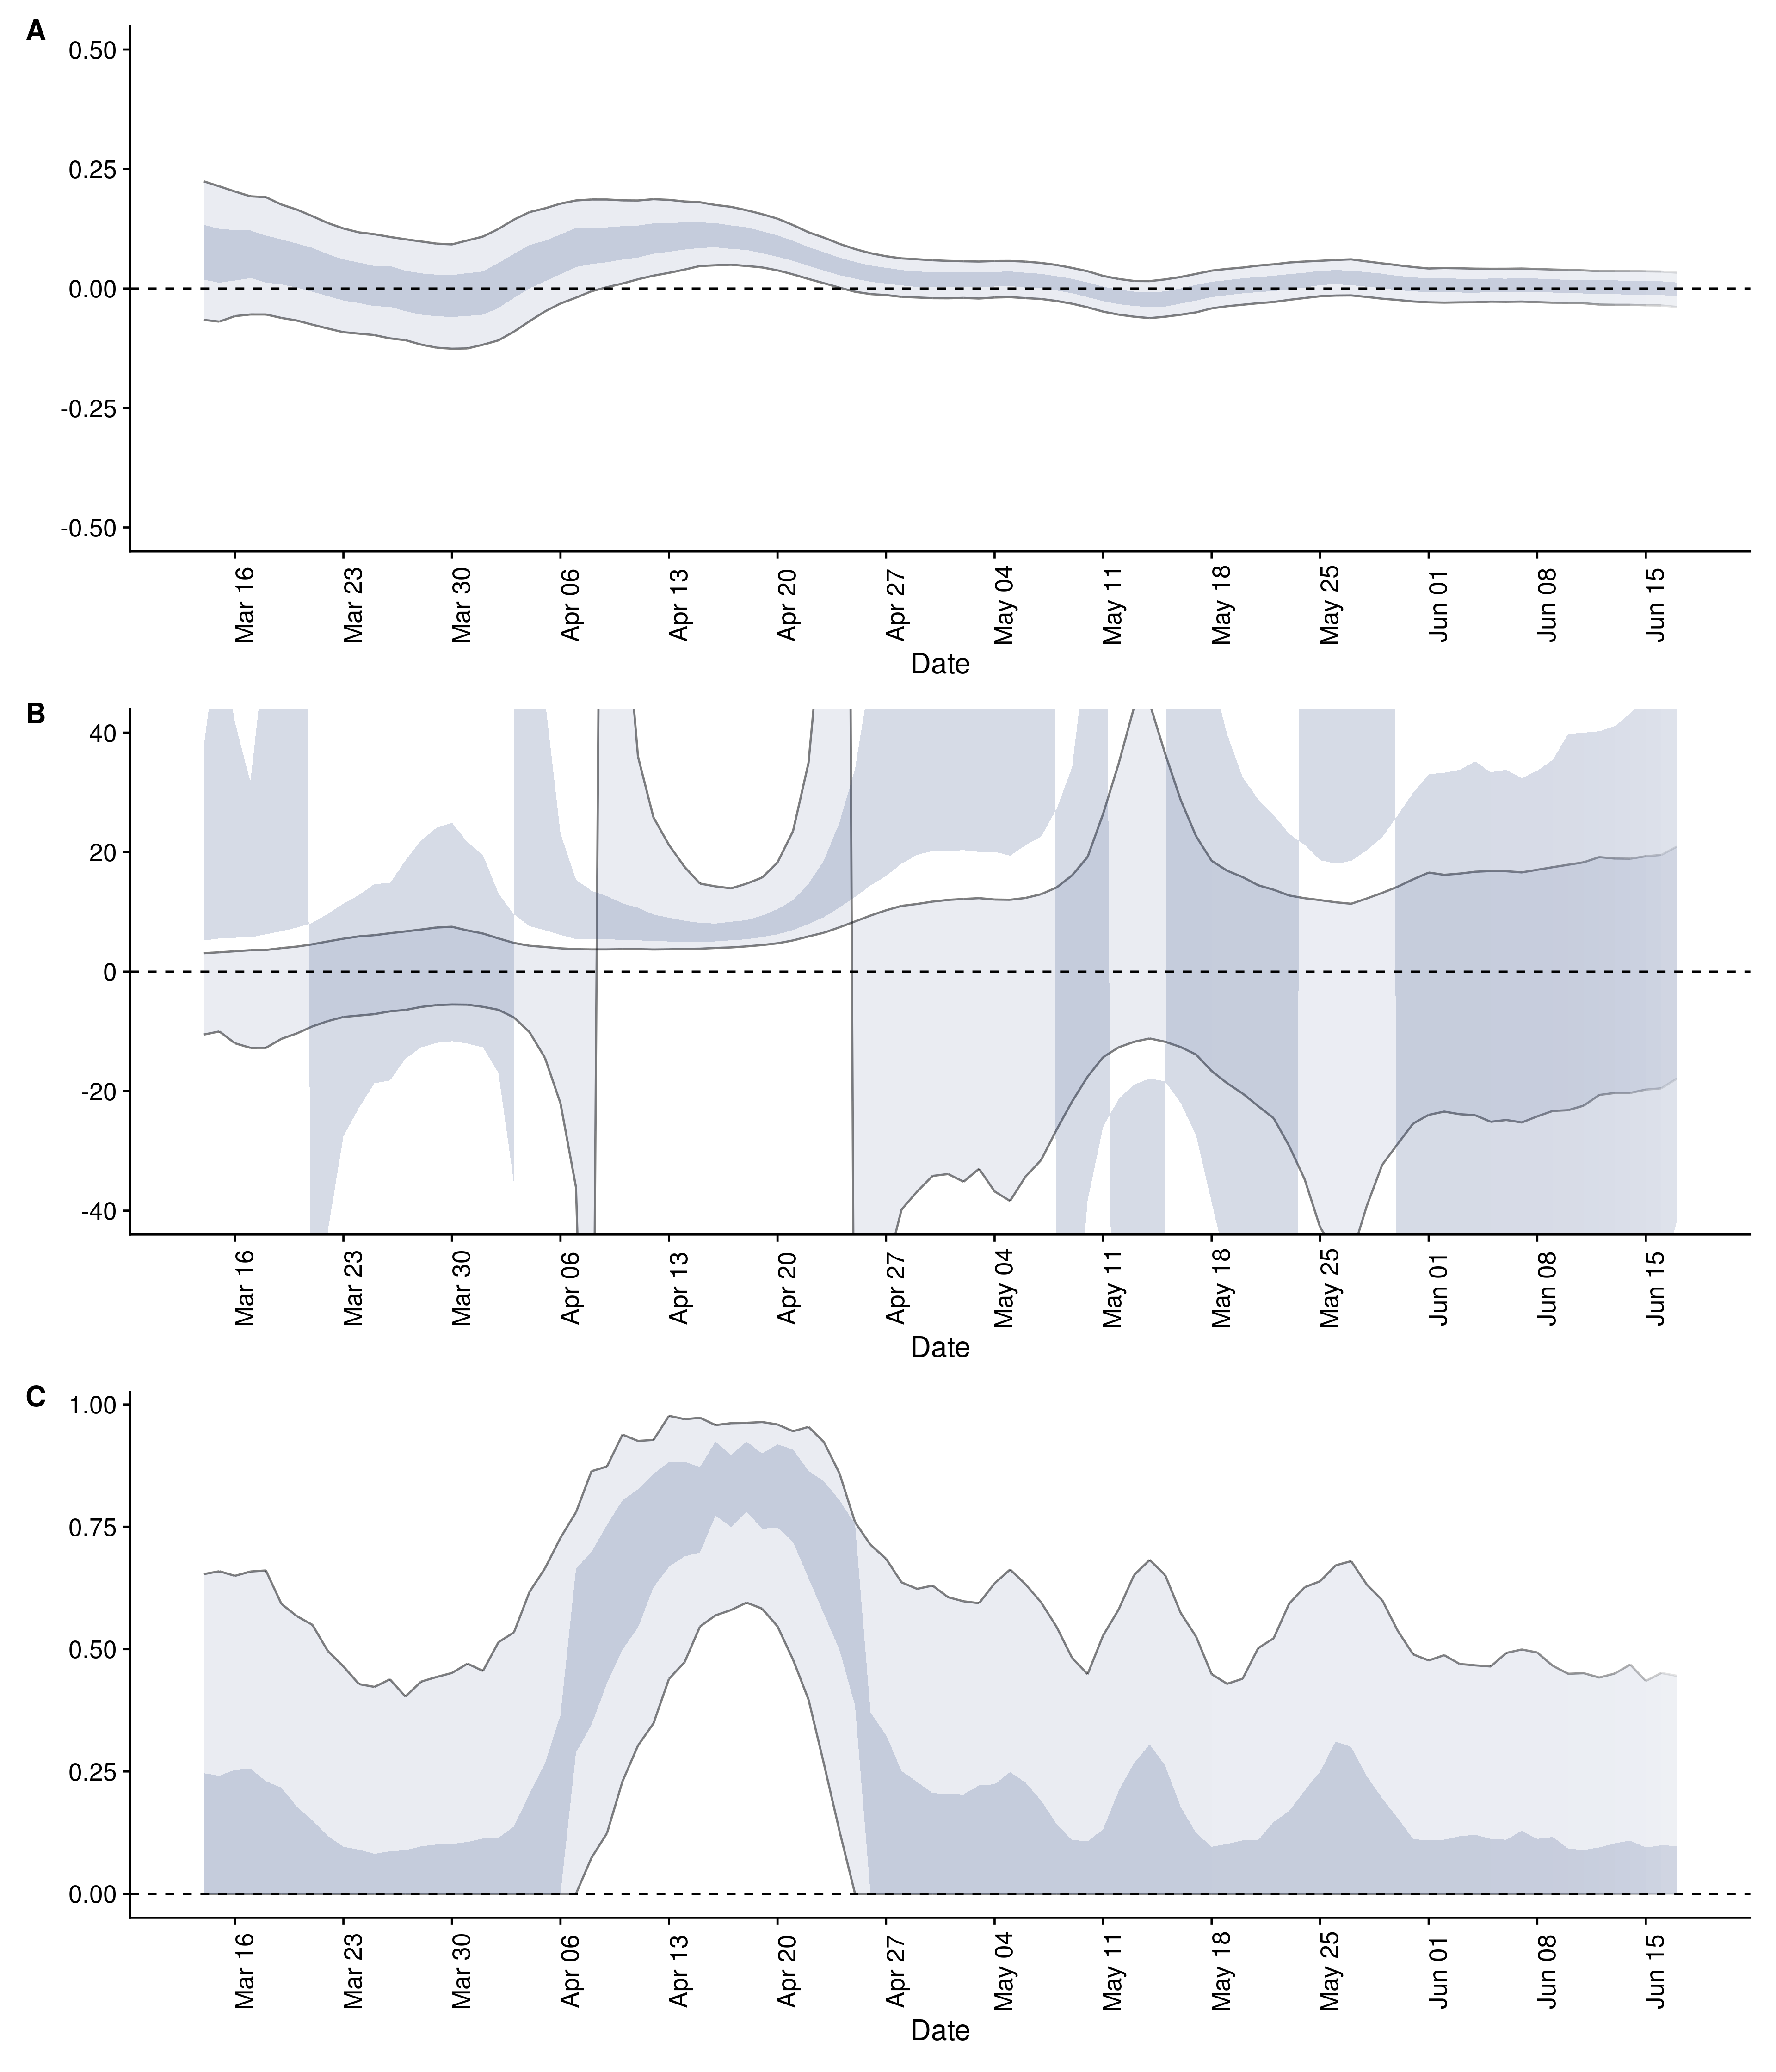 A
0.50
0.25
0.00
-0.25
-0.50
Mar 16
Mar 23
Mar 30
Apr 06
Apr 13
Apr 20
Apr 27
May 04
May 11
May 18
May 25
Jun 01
Jun 08
Jun 15
Date
B
40
20
0
-20
-40
Mar 16
Mar 23
Mar 30
Apr 06
Apr 13
Apr 20
Apr 27
May 04
May 11
May 18
May 25
Jun 01
Jun 08
Jun 15
Date
C
1.00
0.75
0.50
0.25
0.00
Mar 16
Mar 23
Mar 30
Apr 06
Apr 13
Apr 20
Apr 27
May 04
May 11
May 18
May 25
Jun 01
Jun 08
Jun 15
Date